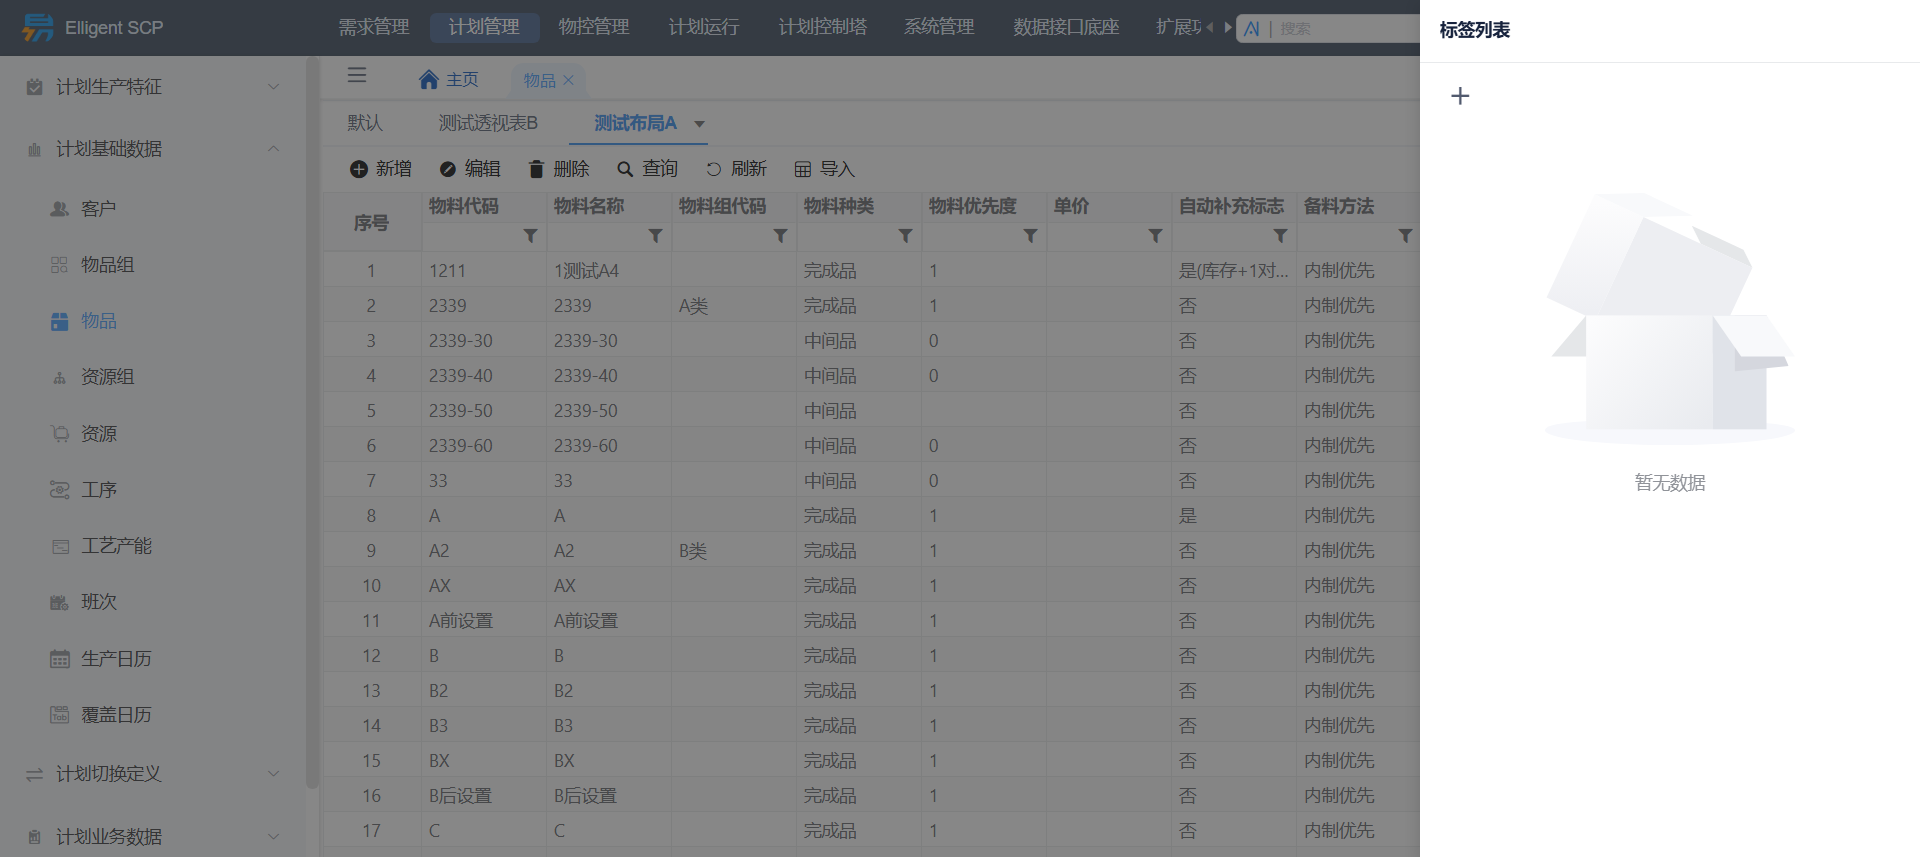 Elligent SCP
需求管理 计划管理 物控管理 计划运行 计划控制塔 系统管理 数据接口底座
AI | 搜索
标签列表
计划生产特征
计划基础数据
客户
物品组
物品
资源组
资源
工序
工艺产能
班次
生产日历
Tab 覆盖日历
计划切换定义
计划业务数据
主页 物品
默认 测试透视表B 测试布局A
新增 编辑 删除 查询 刷新 导入
序号 物料代码 物料名称 物料组代码 物料种类 物料优先度 单价 自动补充标志 备料方法
1 1211 1测试A4 完成品 1 是(库存+1对... 内制优先
2 2339 2339 A类 完成品 1 否 内制优先
3 2339-30 2339-30 中间品 0 否 内制优先
4 2339-40 2339-40 中间品 0 否 内制优先
5 2339-50 2339-50 中间品 否 内制优先
6 2339-60 2339-60 中间品 0 否 内制优先
7 33 33 中间品 0 否 内制优先
8 A A 完成品 1 是 内制优先
9 A2 A2 B类 完成品 1 否 内制优先
10 AX AX 完成品 1 否 内制优先
11 A前设置 A前设置 完成品 1 否 内制优先
12 B B 完成品 1 否 内制优先
13 B2 B2 完成品 1 否 内制优先
14 B3 B3 完成品 1 否 内制优先
15 BX BX 完成品 1 否 内制优先
16 B后设置 B后设置 完成品 1 否 内制优先
17 C C 完成品 1 否 内制优先
暂无数据